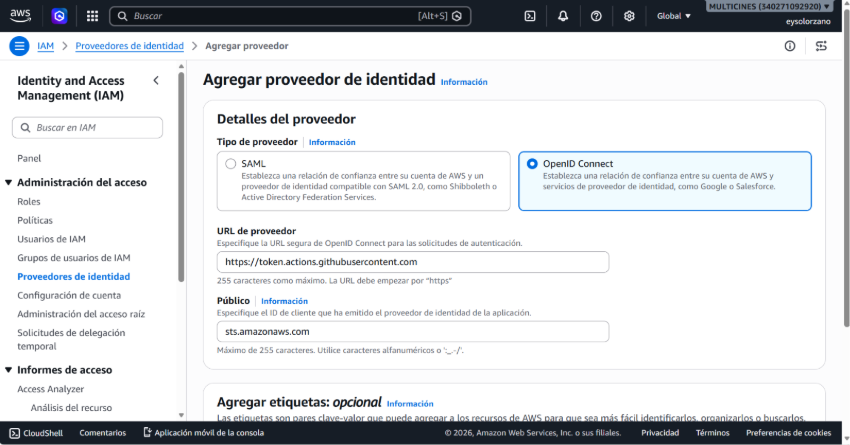 aws
Buscar
[Alt+S]
Global
MULTICINES (340271092920)
eysolorzano
IAM
Proveedores de identidad
Agregar proveedor
Identity and Access
Management (IAM)
Buscar en IAM
Panel
Administración del acceso
Roles
Políticas
Usuarios de IAM
Grupos de usuarios de IAM
Proveedores de identidad
Configuración de cuenta
Administración del acceso raíz
Solicitudes de delegación
temporal
Informes de acceso
Access Analyzer
Análisis del recurso
Agregar proveedor de identidad Información
Detalles del proveedor
Tipo de proveedor Información
SAML
Establezca una relación de confianza entre su cuenta de AWS y un
proveedor de identidad compatible con SAML 2.0, como Shibboleth o
Active Directory Federation Services.
OpenID Connect
Establezca una relación de confianza entre su cuenta de AWS y
servicios de proveedor de identidad, como Google o Salesforce.
URL de proveedor
Especifique la URL segura de OpenID Connect para las solicitudes de autenticación.
https://token.actions.githubusercontent.com
255 caracteres como máximo. La URL debe empezar por "https"
Público Información
Especifique el ID de cliente que ha emitido el proveedor de identidad de la aplicación.
sts.amazonaws.com
Máximo de 255 caracteres. Utilice caracteres alfanuméricos o ':_.-/'.
Agregar etiquetas: opcional Información
Las etiquetas son pares clave-valor que puede agregar a los recursos de AWS para que sea más fácil identificarlos, organizarlos o buscarlos.
CloudShell
Comentarios
Aplicación móvil de la consola
© 2026, Amazon Web Services, Inc. o sus filiales.
Privacidad
Términos
Preferencias de cookies